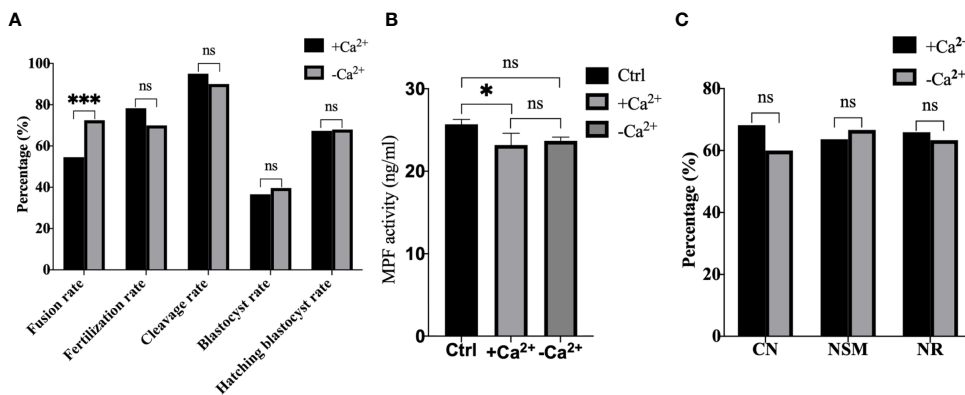 A
+Ca²⁺
-Ca²⁺
Percentage (%)
100
80
60
40
20
0
***
ns
ns
ns
ns
Fusion rate
Fertilization rate
Cleavage rate
Blastocyst rate
Hatching blastocyst rate
B
Ctrl
+Ca²⁺
-Ca²⁺
MPF activity (ng/ml)
30
20
10
0
ns
*
ns
Ctrl
+Ca²⁺
-Ca²⁺
C
+Ca²⁺
-Ca²⁺
Percentage (%)
80
60
40
20
0
ns
ns
ns
CN
NSM
NR